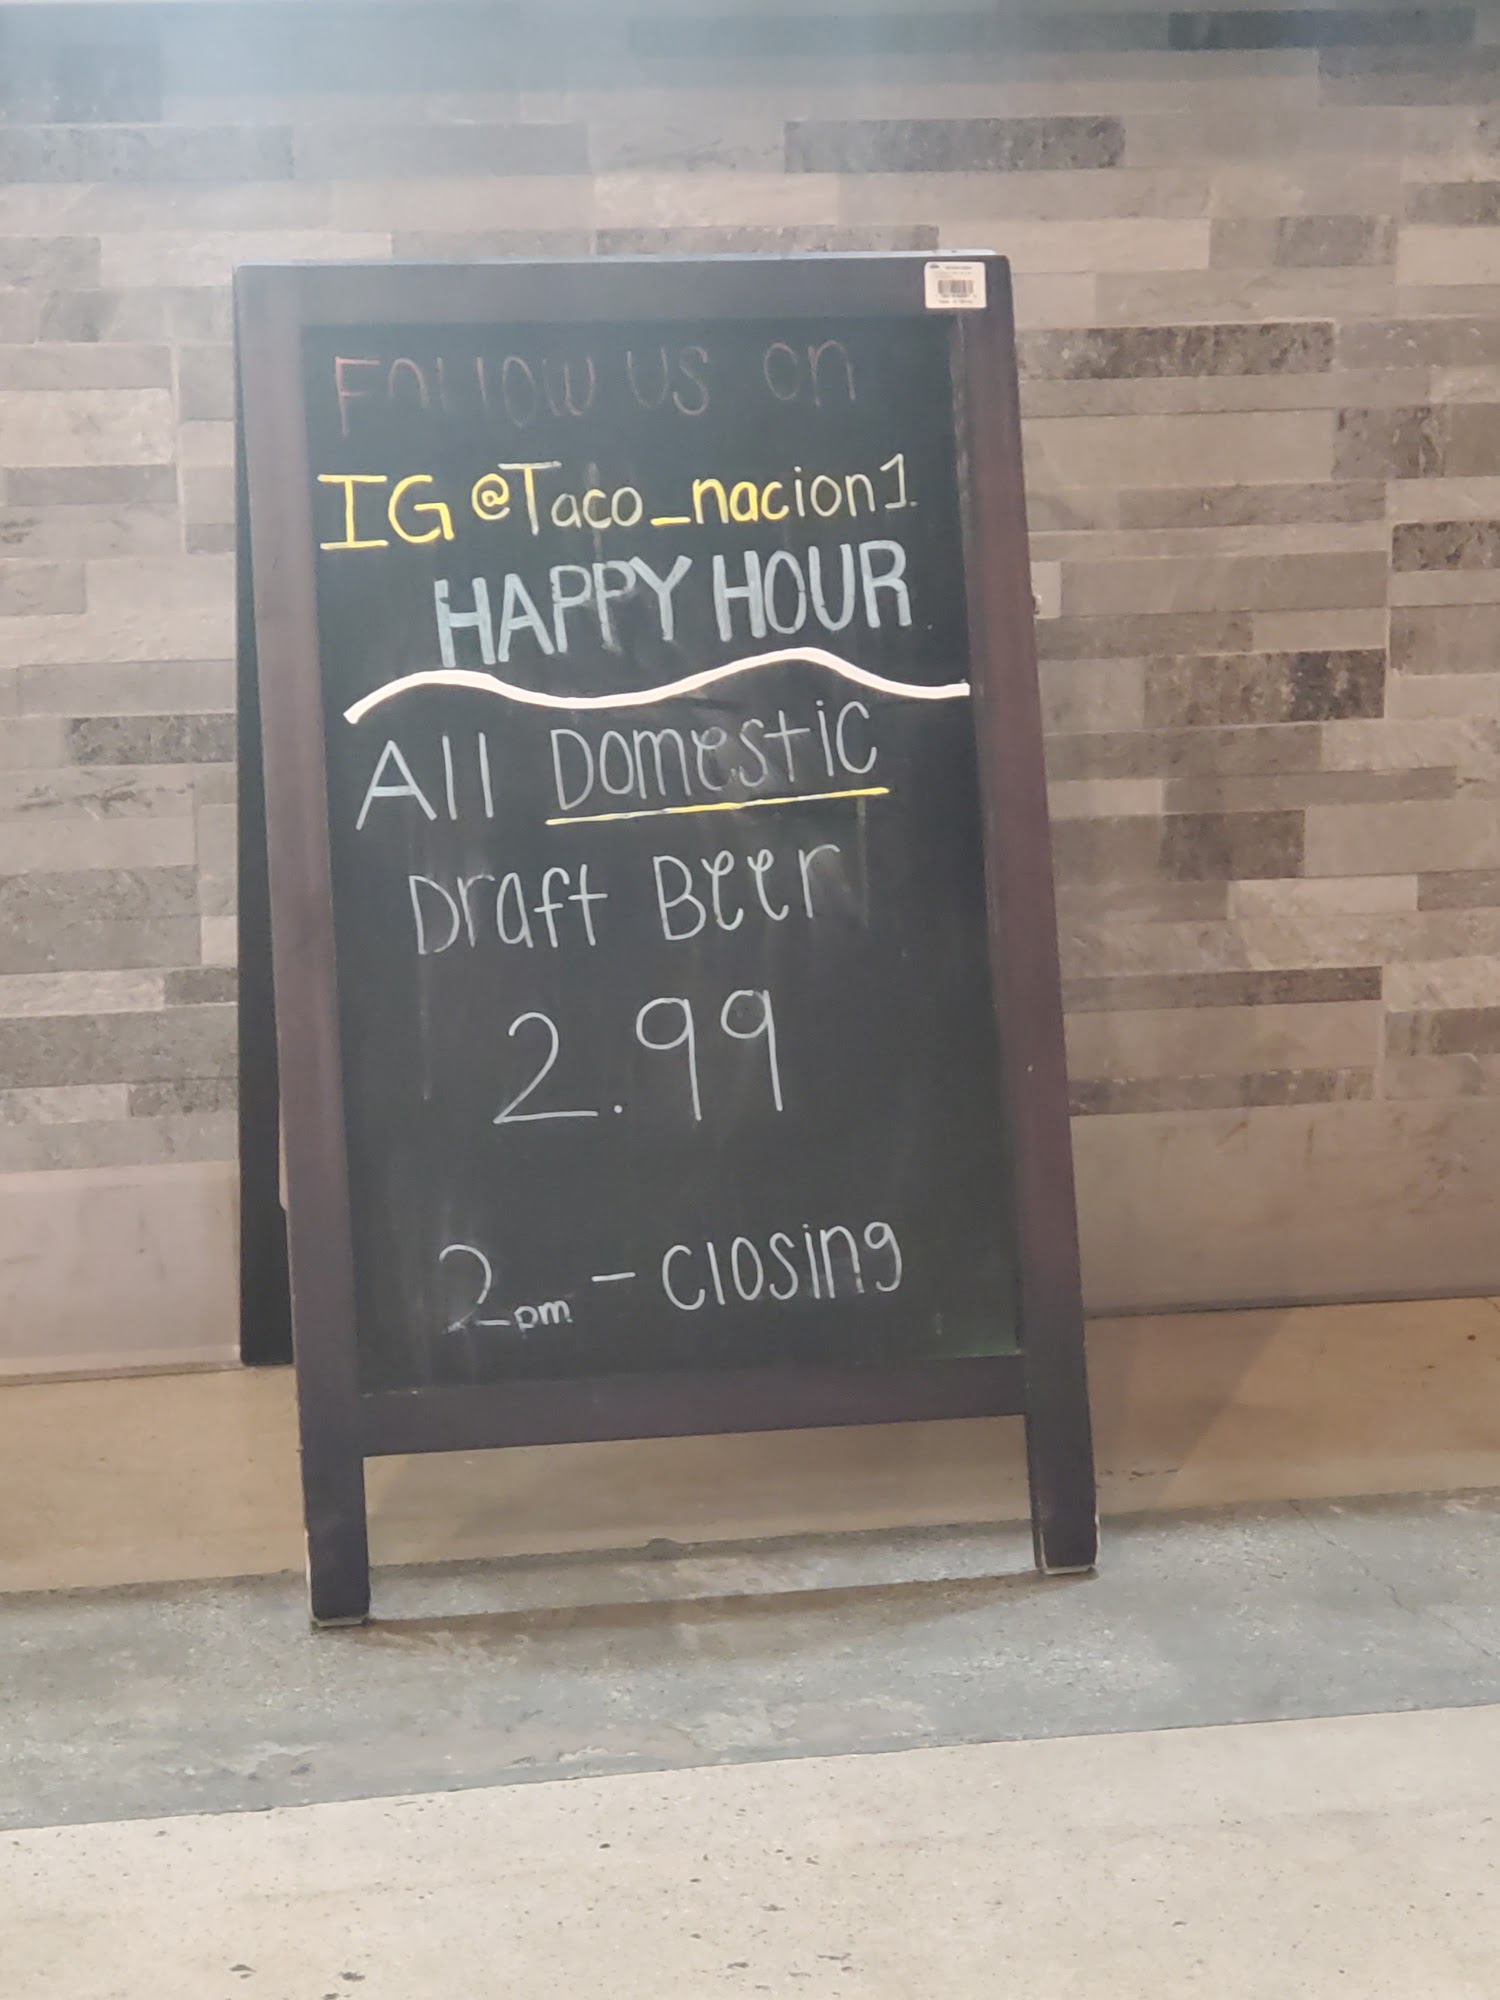 Follow us on
IG @Taco_nacion1
HAPPY HOUR
All Domestic
Draft Beer
2.99
2pm - Closing